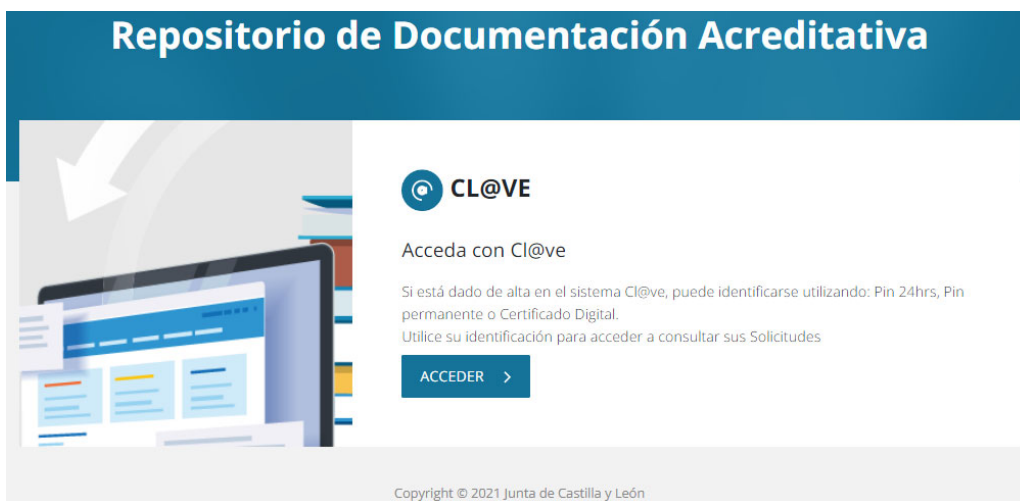 Repositorio de Documentación Acreditativa
CL@VE
Acceda con Cl@ve
Si está dado de alta en el sistema Cl@ve, puede identificarse utilizando: Pin 24hrs, Pin
permanente o Certificado Digital.
Utilice su identificación para acceder a consultar sus Solicitudes
ACCEDER >
Copyright © 2021 Junta de Castilla y León